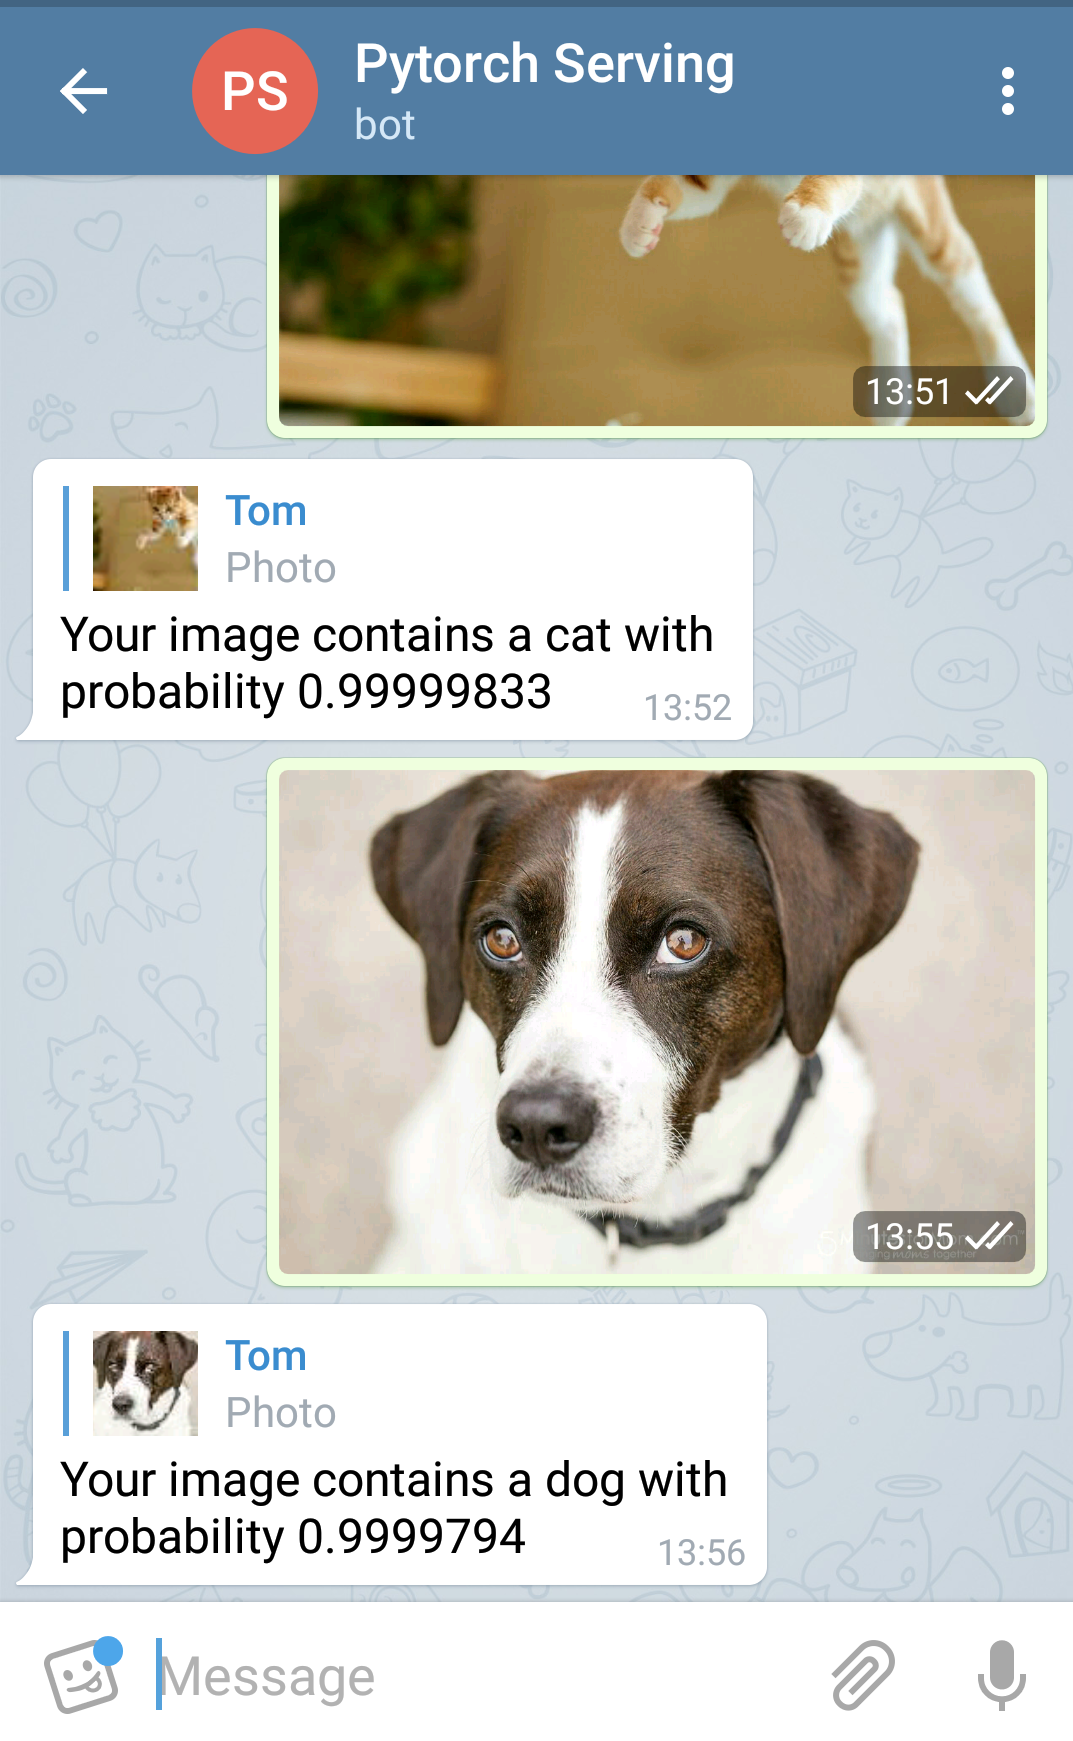 PS
Pytorch Serving
bot
13:51
Tom
Photo
Your image contains a cat with
probability 0.99999833
13:52
13:55
together
Tom
Photo
Your image contains a dog with
probability 0.9999794
13:56
Message